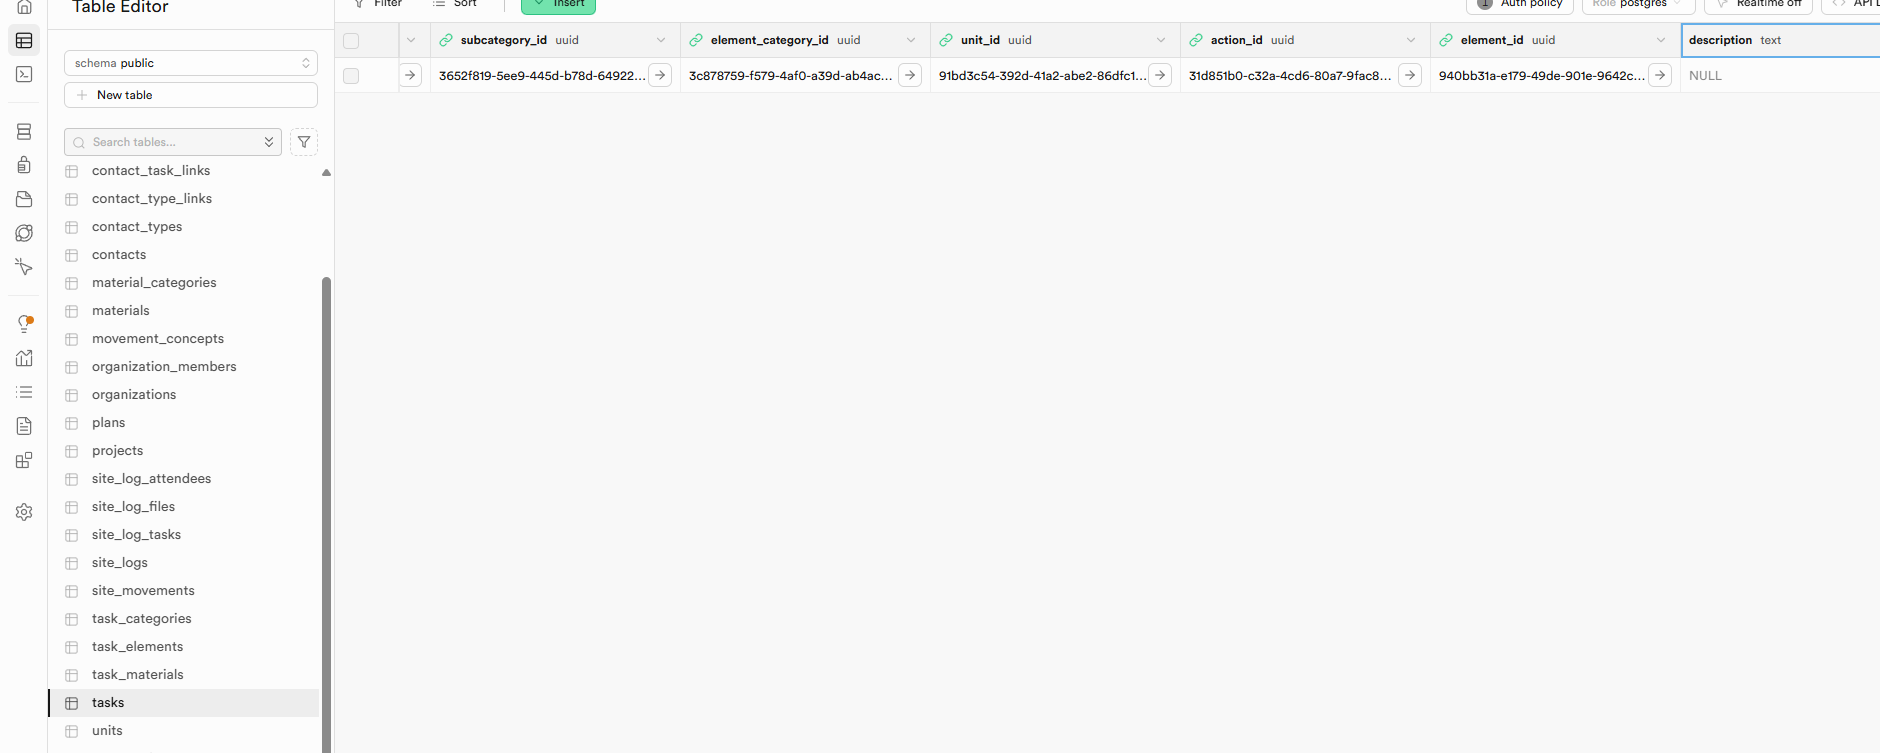 Table Editor
schema public
New table
Search tables...
contact_task_links
contact_type_links
contact_types
contacts
material_categories
materials
movement_concepts
organization_members
organizations
plans
projects
site_log_attendees
site_log_files
site_log_tasks
site_logs
site_movements
task_categories
task_elements
task_materials
tasks
units
Filter Sort Insert 1 Auth policy Role postgres Realtime off API
subcategory_id uuid element_category_id uuid unit_id uuid action_id uuid element_id uuid description text
3652f819-5ee9-445d-b78d-64922... 3c878759-f579-4af0-a39d-ab4ac... 91bd3c54-392d-41a2-abe2-86dfc1... 31d851b0-c32a-4cd6-80a7-9fac8... 940bb31a-e179-49de-901e-9642c... NULL